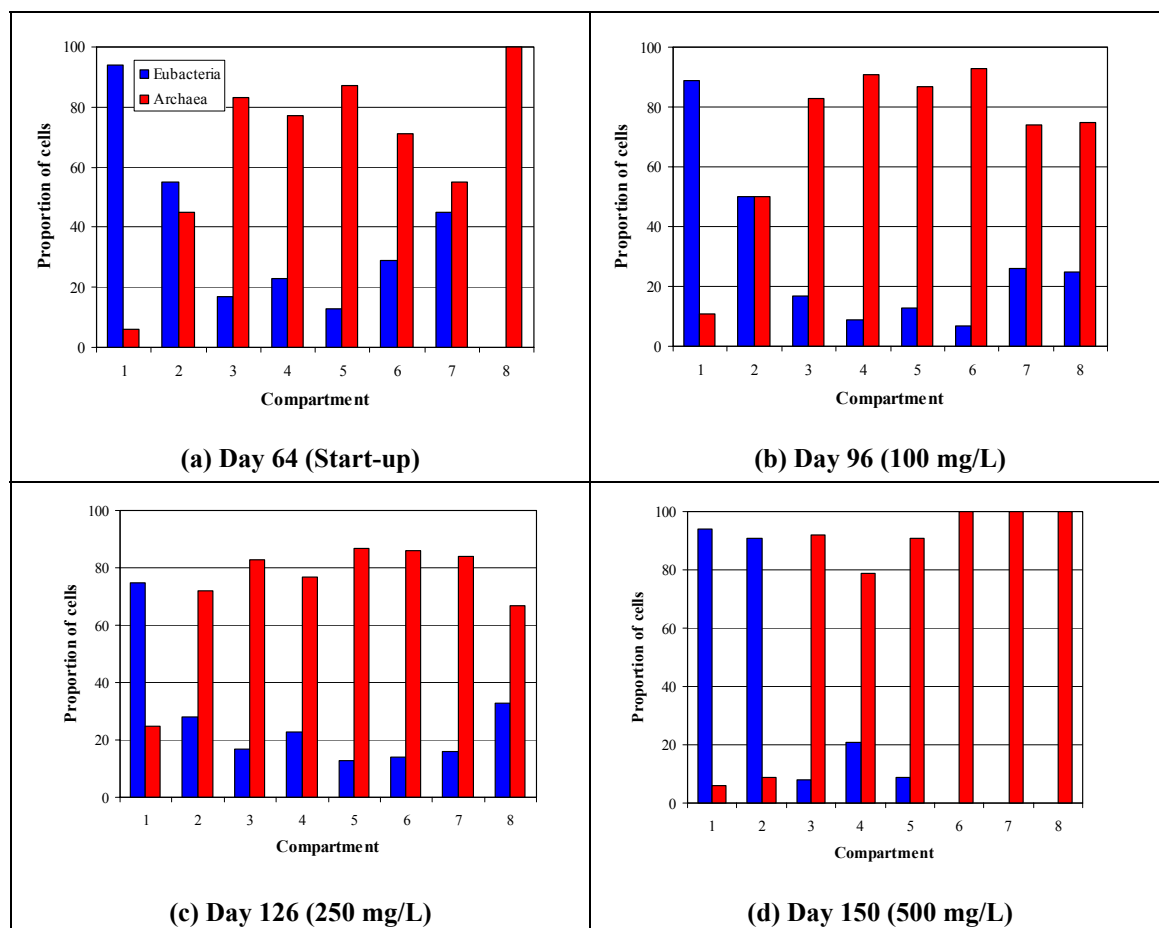 100
80
60
40
20
0
Proportion of cells
Eubacteria
Archaea
1 2 3 4 5 6 7 8
Compartment
(a) Day 64 (Start-up)
100
80
60
40
20
0
Proportion of cells
1 2 3 4 5 6 7 8
Compartment
(b) Day 96 (100 mg/L)
100
80
60
40
20
0
Proportion of cells
1 2 3 4 5 6 7 8
Compartment
(c) Day 126 (250 mg/L)
100
80
60
40
20
0
Proportion of cells
1 2 3 4 5 6 7 8
Compartment
(d) Day 150 (500 mg/L)